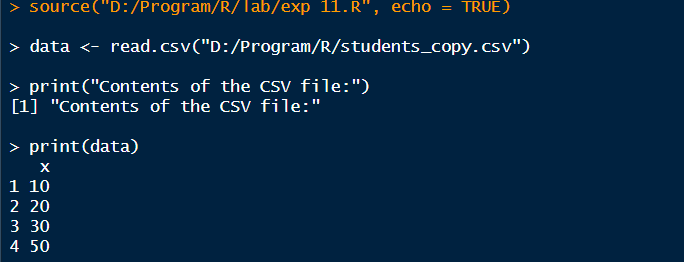 > source("D:/Program/R/lab/exp 11.R", echo = TRUE)
> data <- read.csv("D:/Program/R/students_copy.csv")
> print("Contents of the CSV file:")
[1] "Contents of the CSV file:"
> print(data)
x
1 10
2 20
3 30
4 50